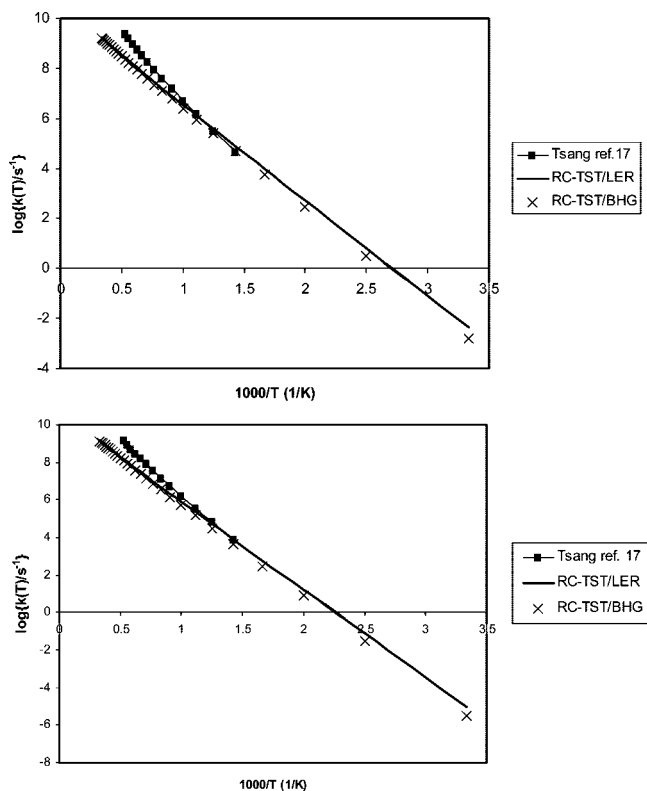 10
8
6
4
2
0
-2
-4
log{k(T)/s⁻¹}
0 0.5 1 1.5 2 2.5 3 3.5
1000/T (1/K)
Tsang ref.17
RC-TST/LER
RC-TST/BHG
10
8
6
4
2
0
-2
-4
-6
-8
log{k(T)/s⁻¹}
0 0.5 1 1.5 2 2.5 3 3.5
1000/T (1/K)
Tsang ref. 17
RC-TST/LER
RC-TST/BHG